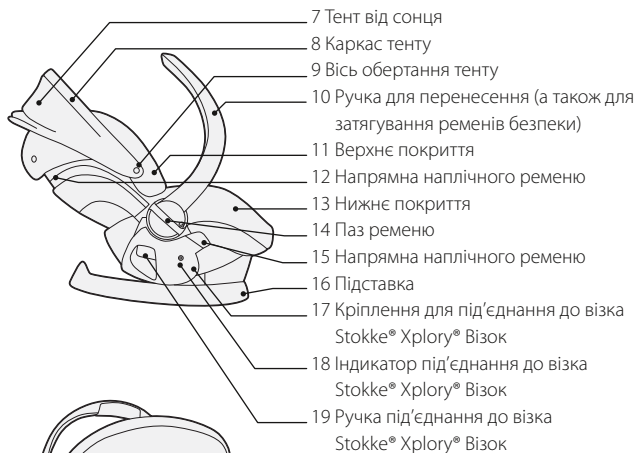 7 Тент від сонця
8 Каркас тенту
9 Вісь обертання тенту
10 Ручка для перенесення (а також для
затягування ременів безпеки)
11 Верхнє покриття
12 Напрямна наплічного ременю
13 Нижнє покриття
14 Паз ременю
15 Напрямна наплічного ременю
16 Підставка
17 Кріплення для під’єднання до візка
Stokke® Xplory® Візок
18 Індикатор під’єднання до візка
Stokke® Xplory® Візок
19 Ручка під’єднання до візка
Stokke® Xplory® Візок